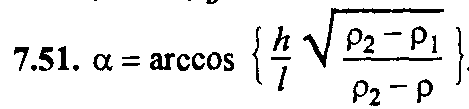 7.51. α = arccos { h/l √((ρ₂ − ρ₁)/(ρ₂ − ρ)) }.